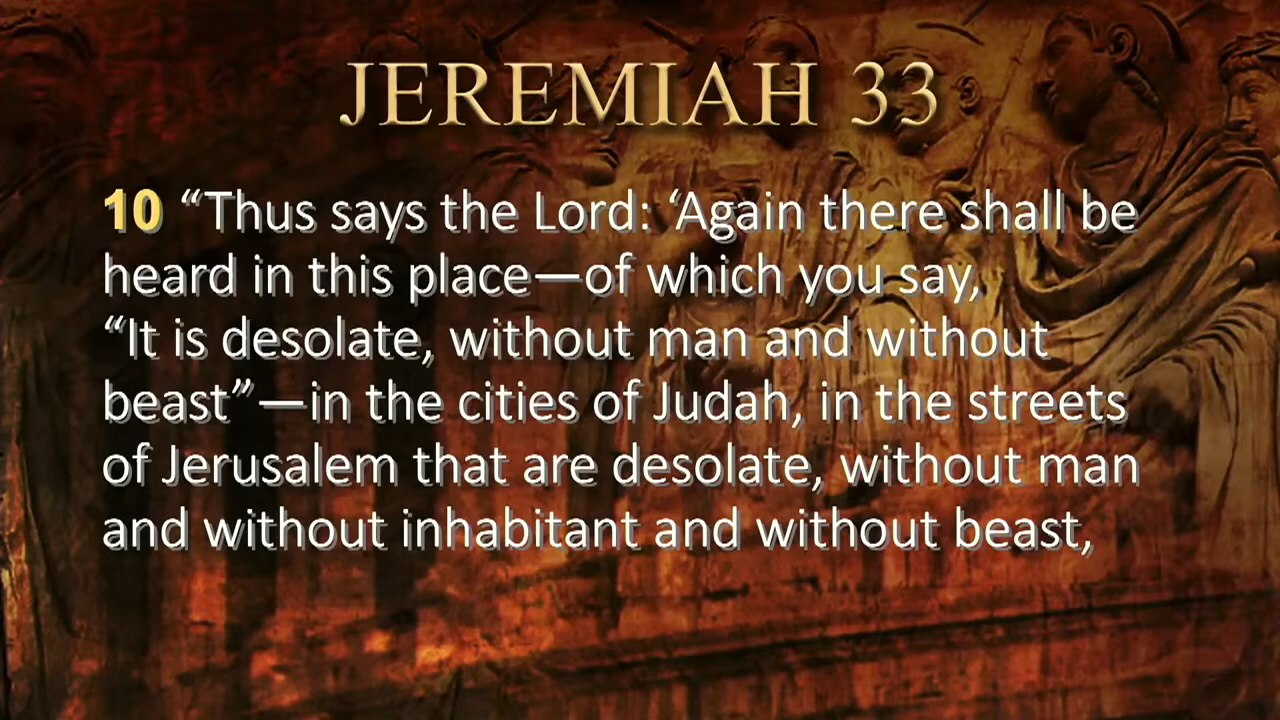 JEREMIAH 33
10 “Thus says the Lord: ‘Again there shall be
heard in this place—of which you say,
“It is desolate, without man and without
beast”—in the cities of Judah, in the streets
of Jerusalem that are desolate, without man
and without inhabitant and without beast,